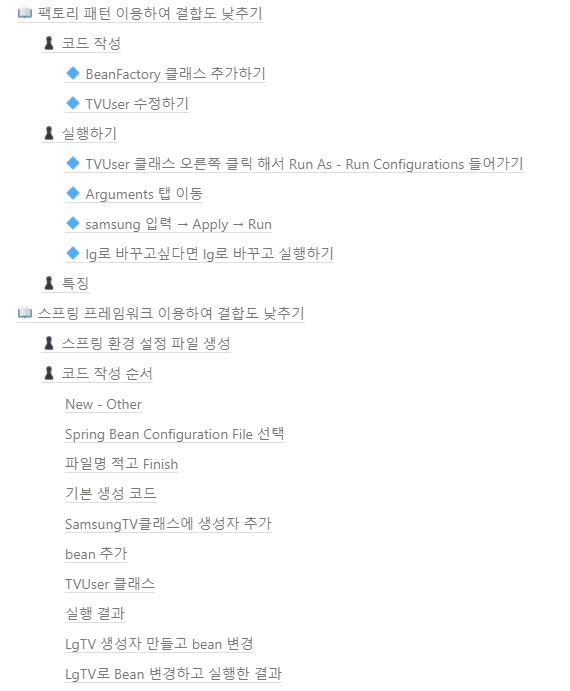 📖 팩토리 패턴 이용하여 결합도 낮추기
♟ 코드 작성
🔷 BeanFactory 클래스 추가하기
🔷 TVUser 수정하기
♟ 실행하기
🔷 TVUser 클래스 오른쪽 클릭 해서 Run As - Run Configurations 들어가기
🔷 Arguments 탭 이동
🔷 samsung 입력 → Apply → Run
🔷 lg로 바꾸고싶다면 lg로 바꾸고 실행하기
♟ 특징
📖 스프링 프레임워크 이용하여 결합도 낮추기
♟ 스프링 환경 설정 파일 생성
♟ 코드 작성 순서
New - Other
Spring Bean Configuration File 선택
파일명 적고 Finish
기본 생성 코드
SamsungTV클래스에 생성자 추가
bean 추가
TVUser 클래스
실행 결과
LgTV 생성자 만들고 bean 변경
LgTV로 Bean 변경하고 실행한 결과